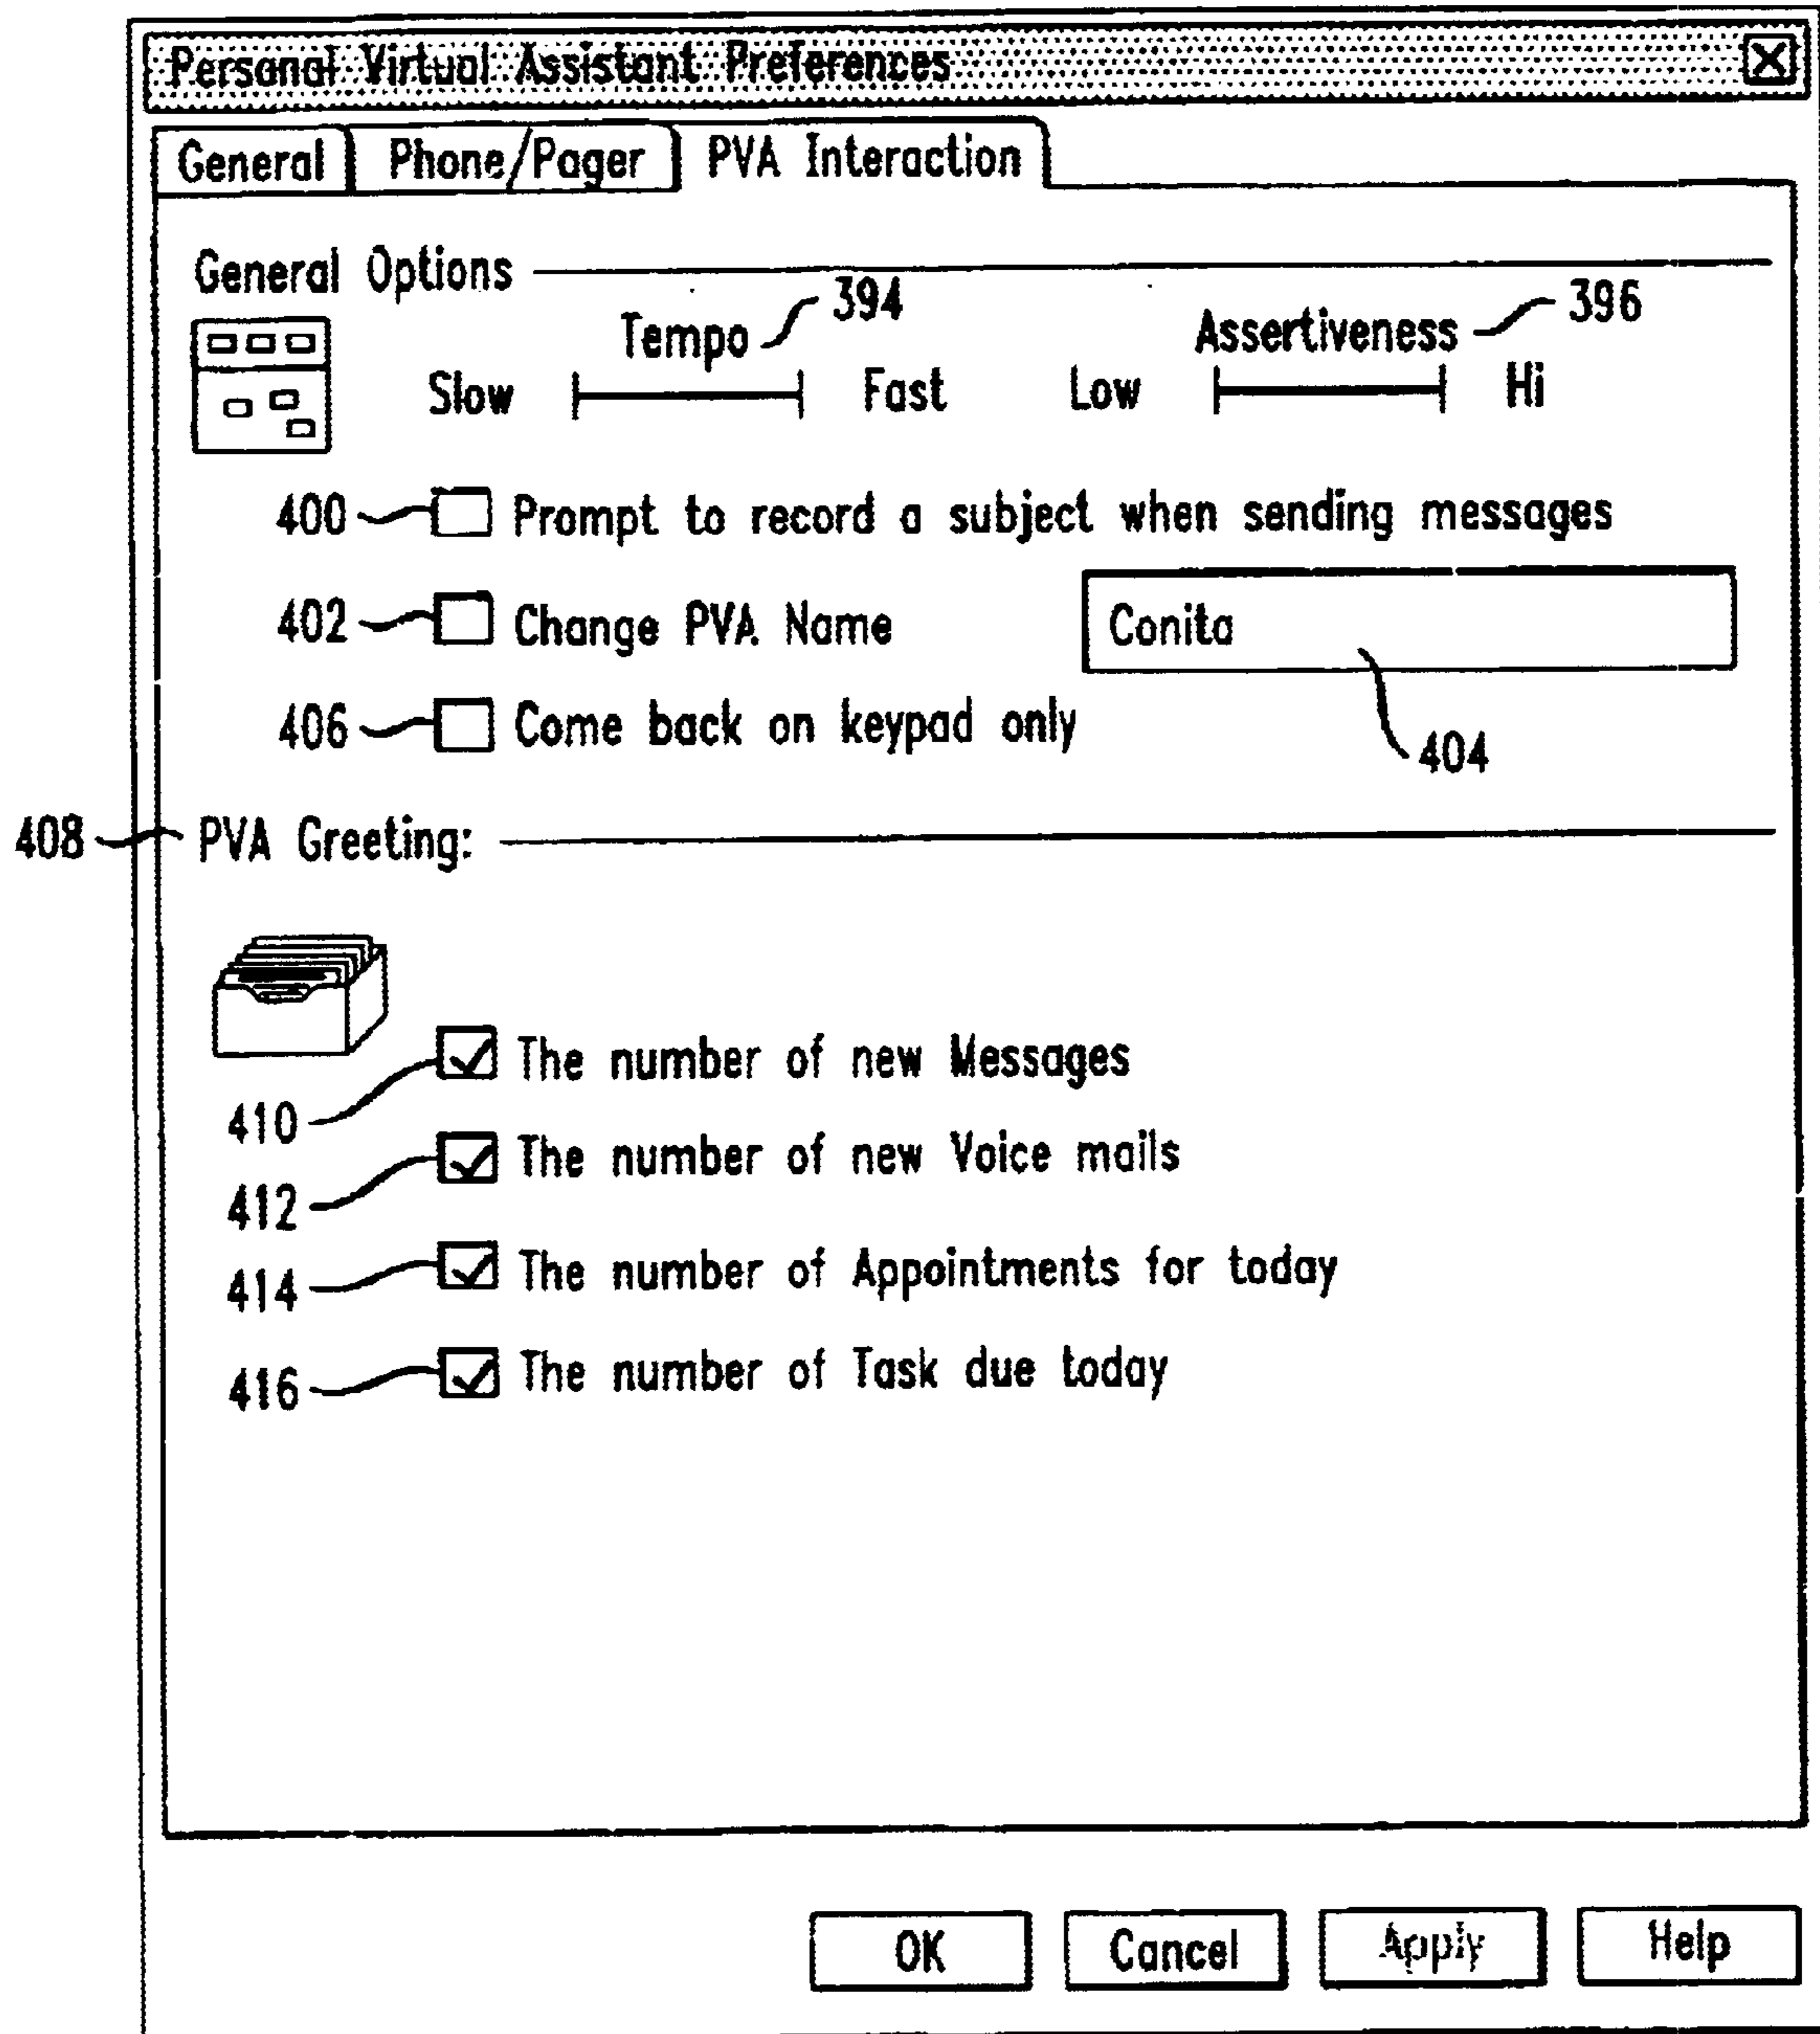 Personal Virtual Assistant Preferences
General Phone/Pager PVA Interaction
General Options
Tempo 394 Assertiveness 396
Slow Fast Low Hi
400 Prompt to record a subject when sending messages
402 Change PVA Name Conita
406 Come back on keypad only
404
408 PVA Greeting:
The number of new Messages
410
The number of new Voice mails
412
The number of Appointments for today
414
The number of Task due today
416
OK Cancel Apply Help